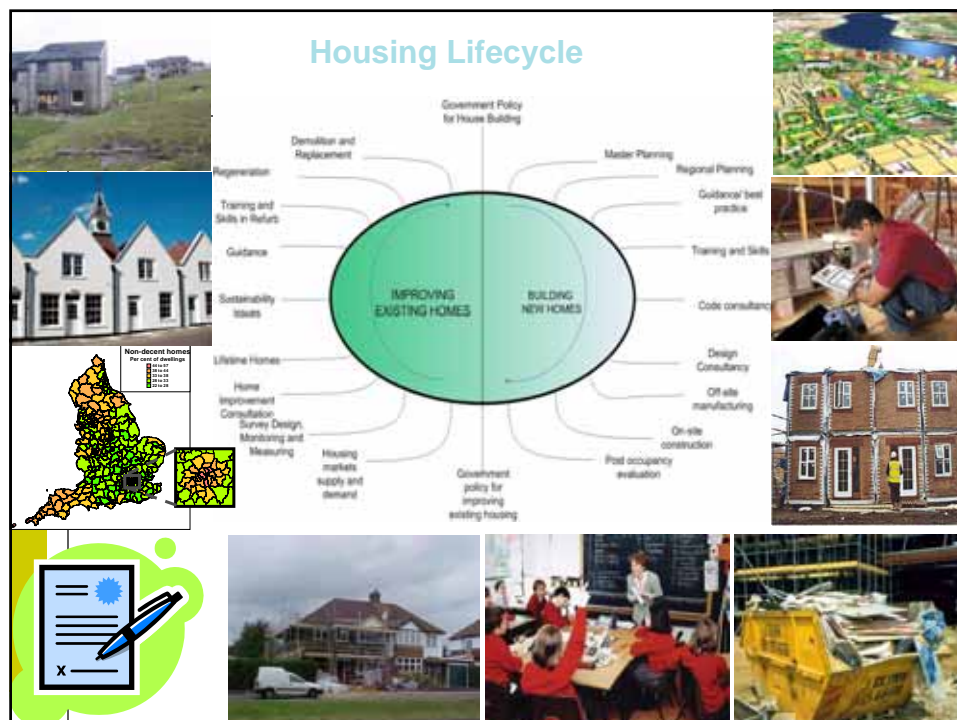 Housing Lifecycle
Government Policy
for House Building
Demolition and
Replacement
Regeneration
Training and
Skills in Refurb
Guidance
Sustainability
issues
Lifetime Homes
Home
Improvement
Consultation
Survey Design,
Monitoring and
Measuring
Housing
markets
supply and
demand
Government
policy for
improving
existing housing
Master Planning
Regional Planning
Guidance/ best
practice
Training and Skills
Code consultancy
Design
Consultancy
Off-site
manufacturing
On-site
construction
Post occupancy
evaluation
IMPROVING
EXISTING HOMES
BUILDING
NEW HOMES
Non-decent homes
Per cent of dwellings
x